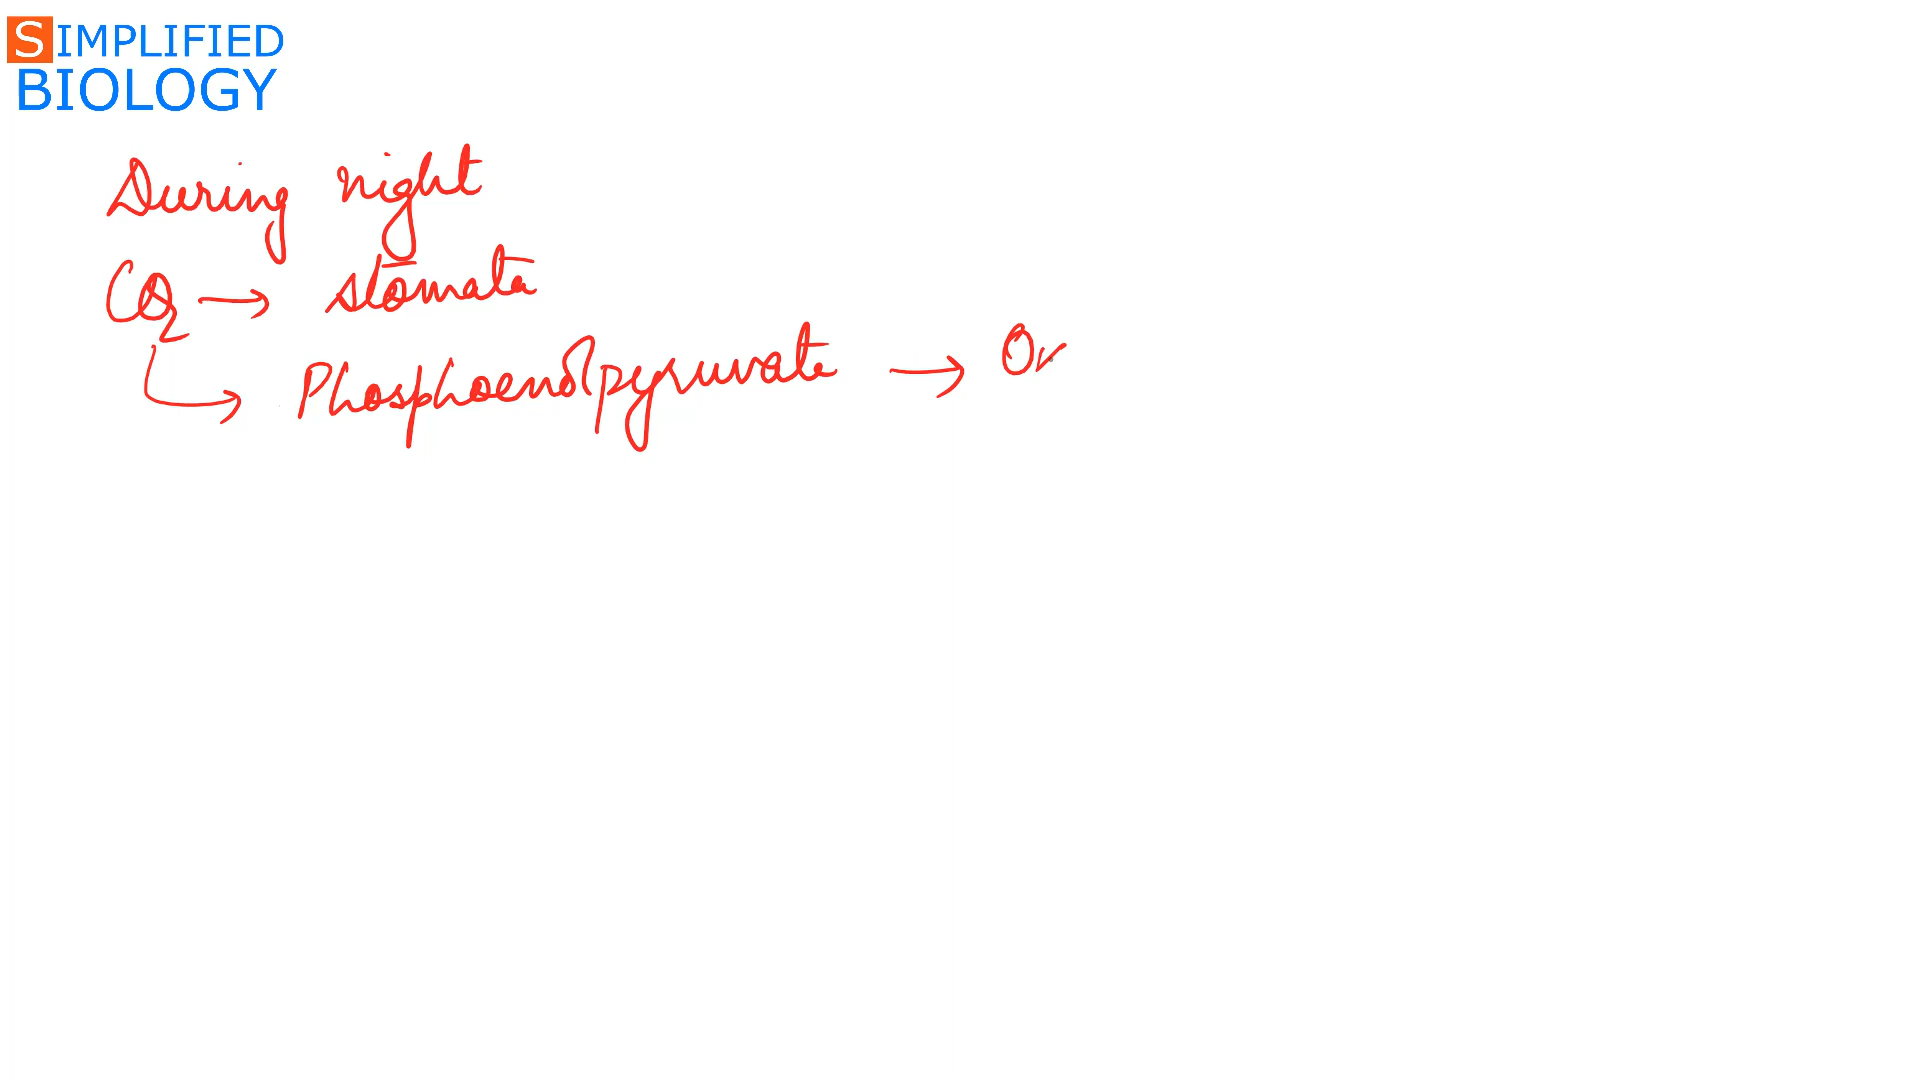 SIMPLIFIED
BIOLOGY
During night
CO₂ → stomata
↳ Phosphoenolpyruvate →